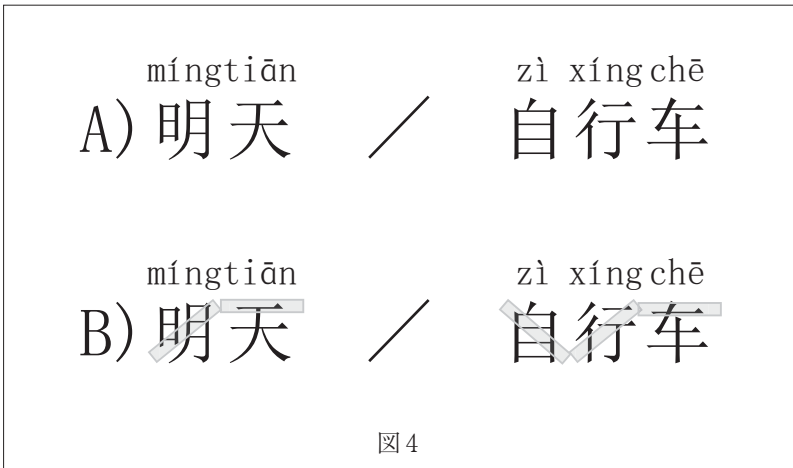 míngtiān zì xíng chē
A) 明天 ／ 自行车
míngtiān zì xíng chē
B) 明天 ／ 自行车
図4